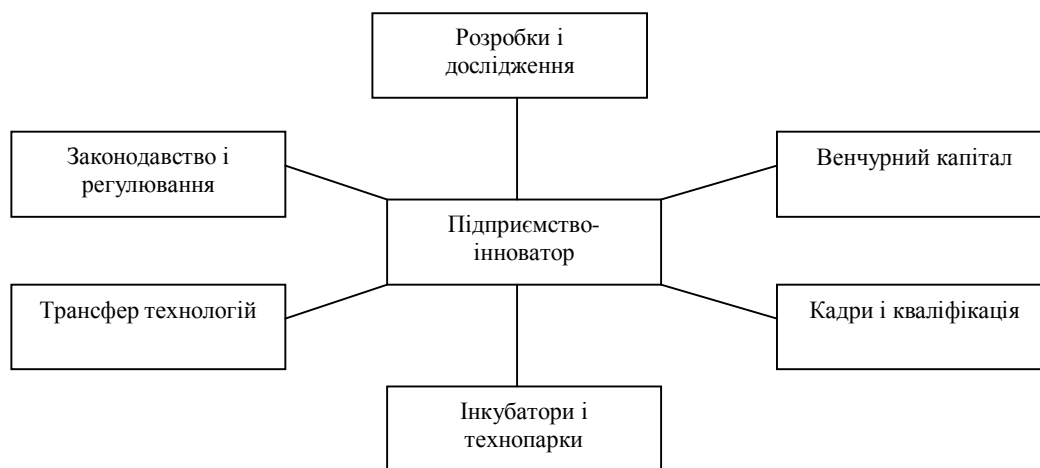 Розробки і
дослідження
Законодавство і
регулювання
Венчурний капітал
Підприємство-
інноватор
Трансфер технологій
Кадри і кваліфікація
Інкубатори і
технопарки